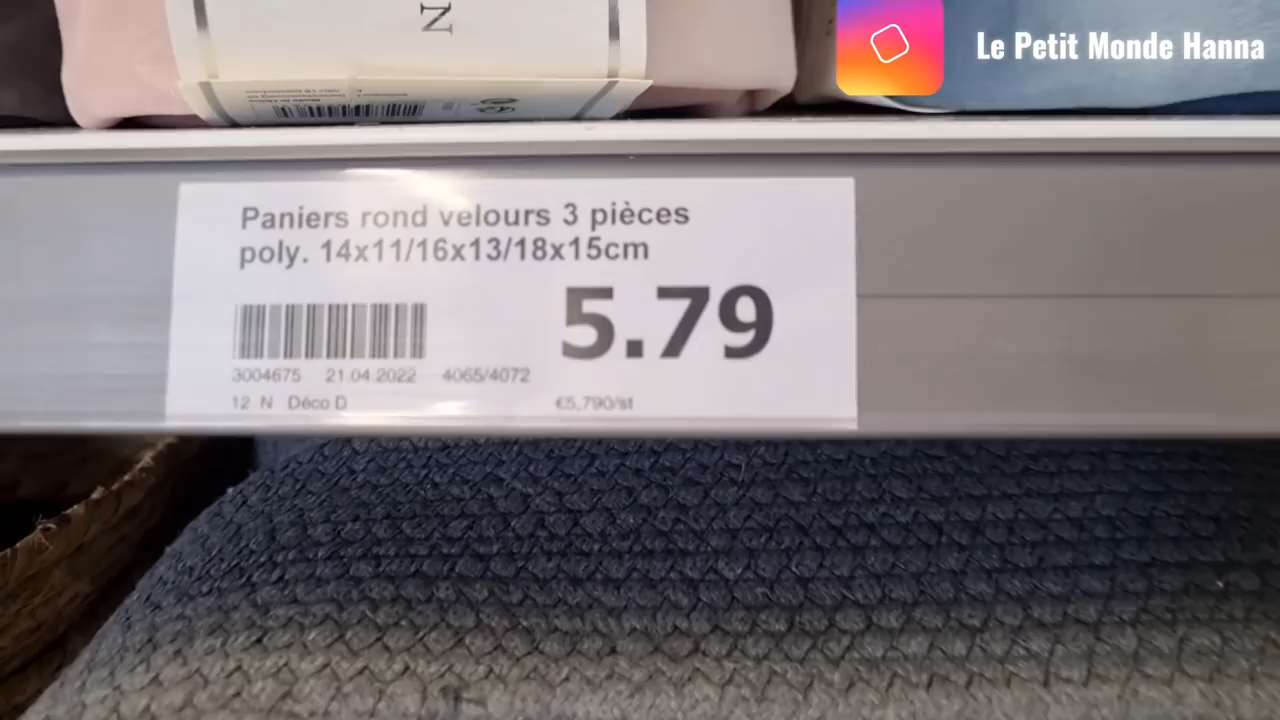 N
Le Petit Monde Hanna
Paniers rond velours 3 pièces
poly. 14x11/16x13/18x15cm
5.79
3004675 21.04.2022 4065/4072
12 N Déco D €5,790/st